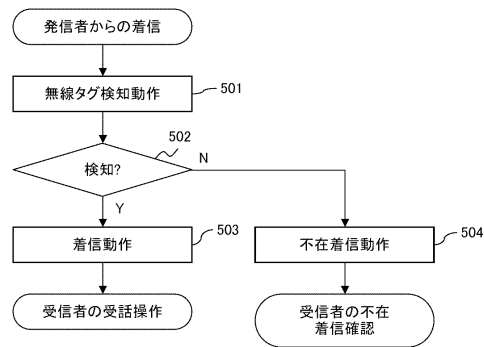 発信者からの着信
無線タグ検知動作
501
502
検知?
N
Y
着信動作
503
不在着信動作
504
受信者の受話操作
受信者の不在
着信確認